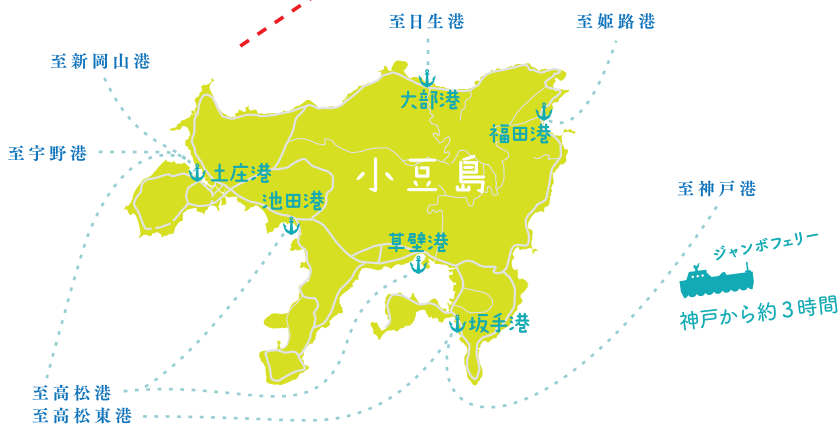 至日生港
至姫路港
至新岡山港
大部港
福田港
至宇野港
土庄港
小豆島
至神戸港
池田港
草壁港
ジャンボフェリー
神戸から約3時間
坂手港
至高松港
至高松東港